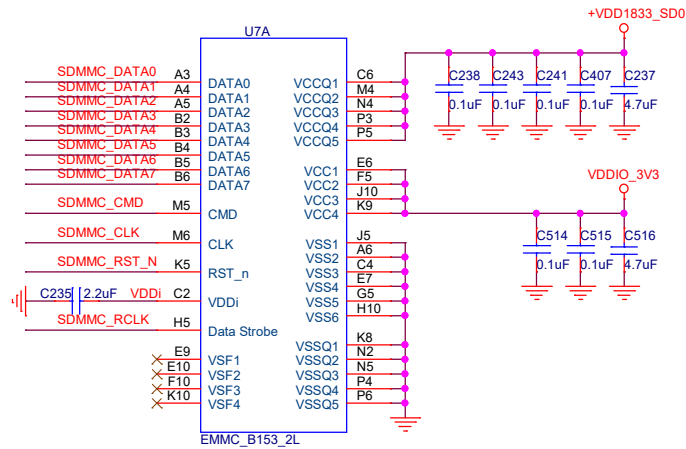 +VDD1833_SD0
U7A
SDMMC_DATA0 A3 DATA0 VCCQ1 C6
SDMMC_DATA1 A4 DATA1 VCCQ2 M4
SDMMC_DATA2 A5 DATA2 VCCQ3 N4
SDMMC_DATA3 B2 DATA3 VCCQ4 P3
SDMMC_DATA4 B3 DATA4 VCCQ5 P5
SDMMC_DATA5 B4 DATA5
SDMMC_DATA6 B5 DATA6 VCC1 E6
SDMMC_DATA7 B6 DATA7 VCC2 F5
VCC3 J10
SDMMC_CMD M5 CMD VCC4 K9
SDMMC_CLK M6 CLK VSS1 J5
VSS2 A6
SDMMC_RST_N K5 RST_n VSS3 C4
VSS4 E7
C235 2.2uF VDDi C2 VDDi VSS5 G5
VSS6 H10
SDMMC_RCLK H5 Data Strobe
VSSQ1 K8
E9 VSF1 VSSQ2 N2
E10 VSF2 VSSQ3 N5
F10 VSF3 VSSQ4 P4
K10 VSF4 VSSQ5 P6
EMMC_B153_2L
C238 C243 C241 C407 C237
0.1uF 0.1uF 0.1uF 0.1uF 4.7uF
VDDIO_3V3
C514 C515 C516
0.1uF 0.1uF 4.7uF